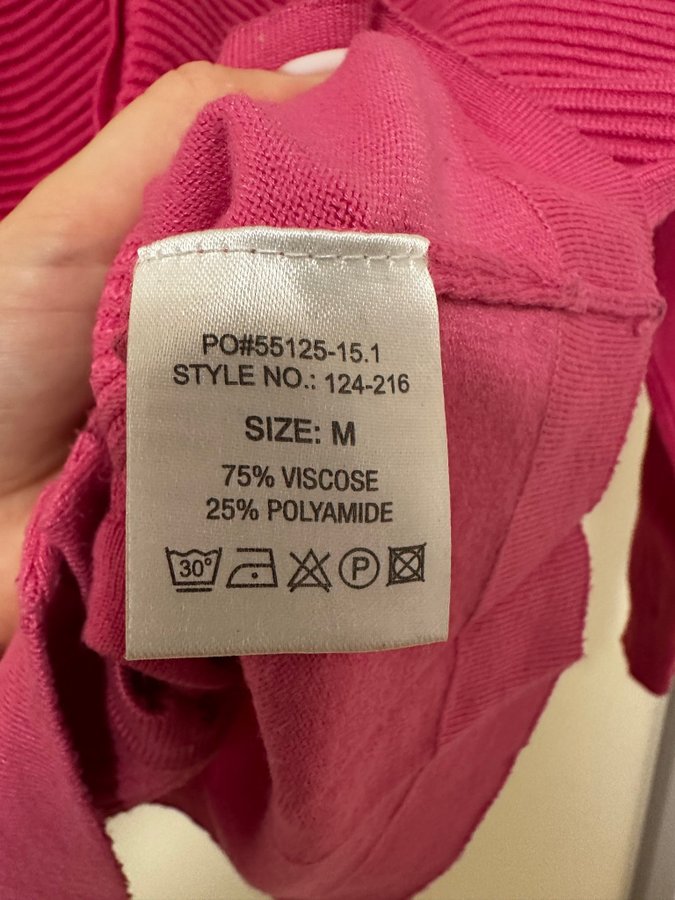 PO#55125-15.1
STYLE NO.: 124-216
SIZE: M
75% VISCOSE
25% POLYAMIDE
30° P